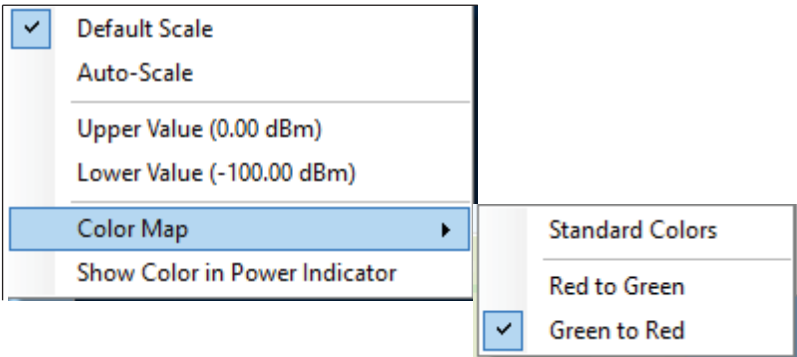 Default Scale
Auto-Scale
Upper Value (0.00 dBm)
Lower Value (-100.00 dBm)
Color Map
Show Color in Power Indicator
Standard Colors
Red to Green
Green to Red